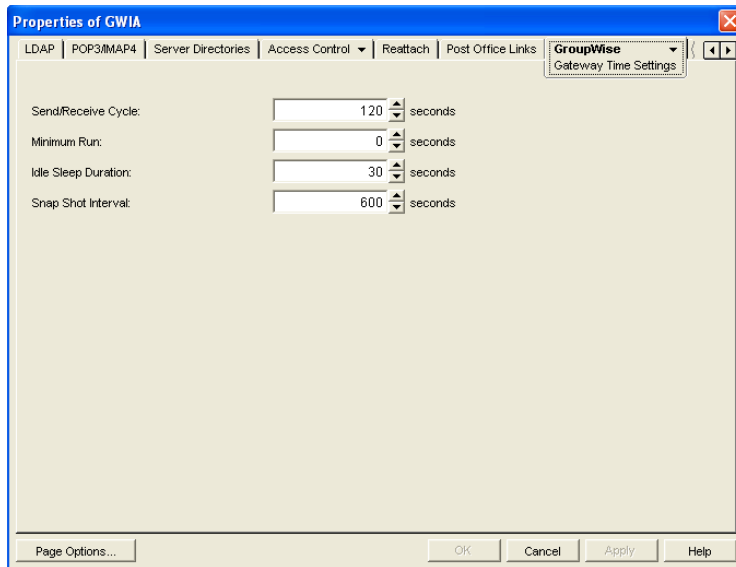 Properties of GWIA
LDAP POP3/IMAP4 Server Directories Access Control Reattach Post Office Links GroupWise
Gateway Time Settings
Send/Receive Cycle: 120 seconds
Minimum Run: 0 seconds
Idle Sleep Duration: 30 seconds
Snap Shot Interval: 600 seconds
Page Options... OK Cancel Apply Help